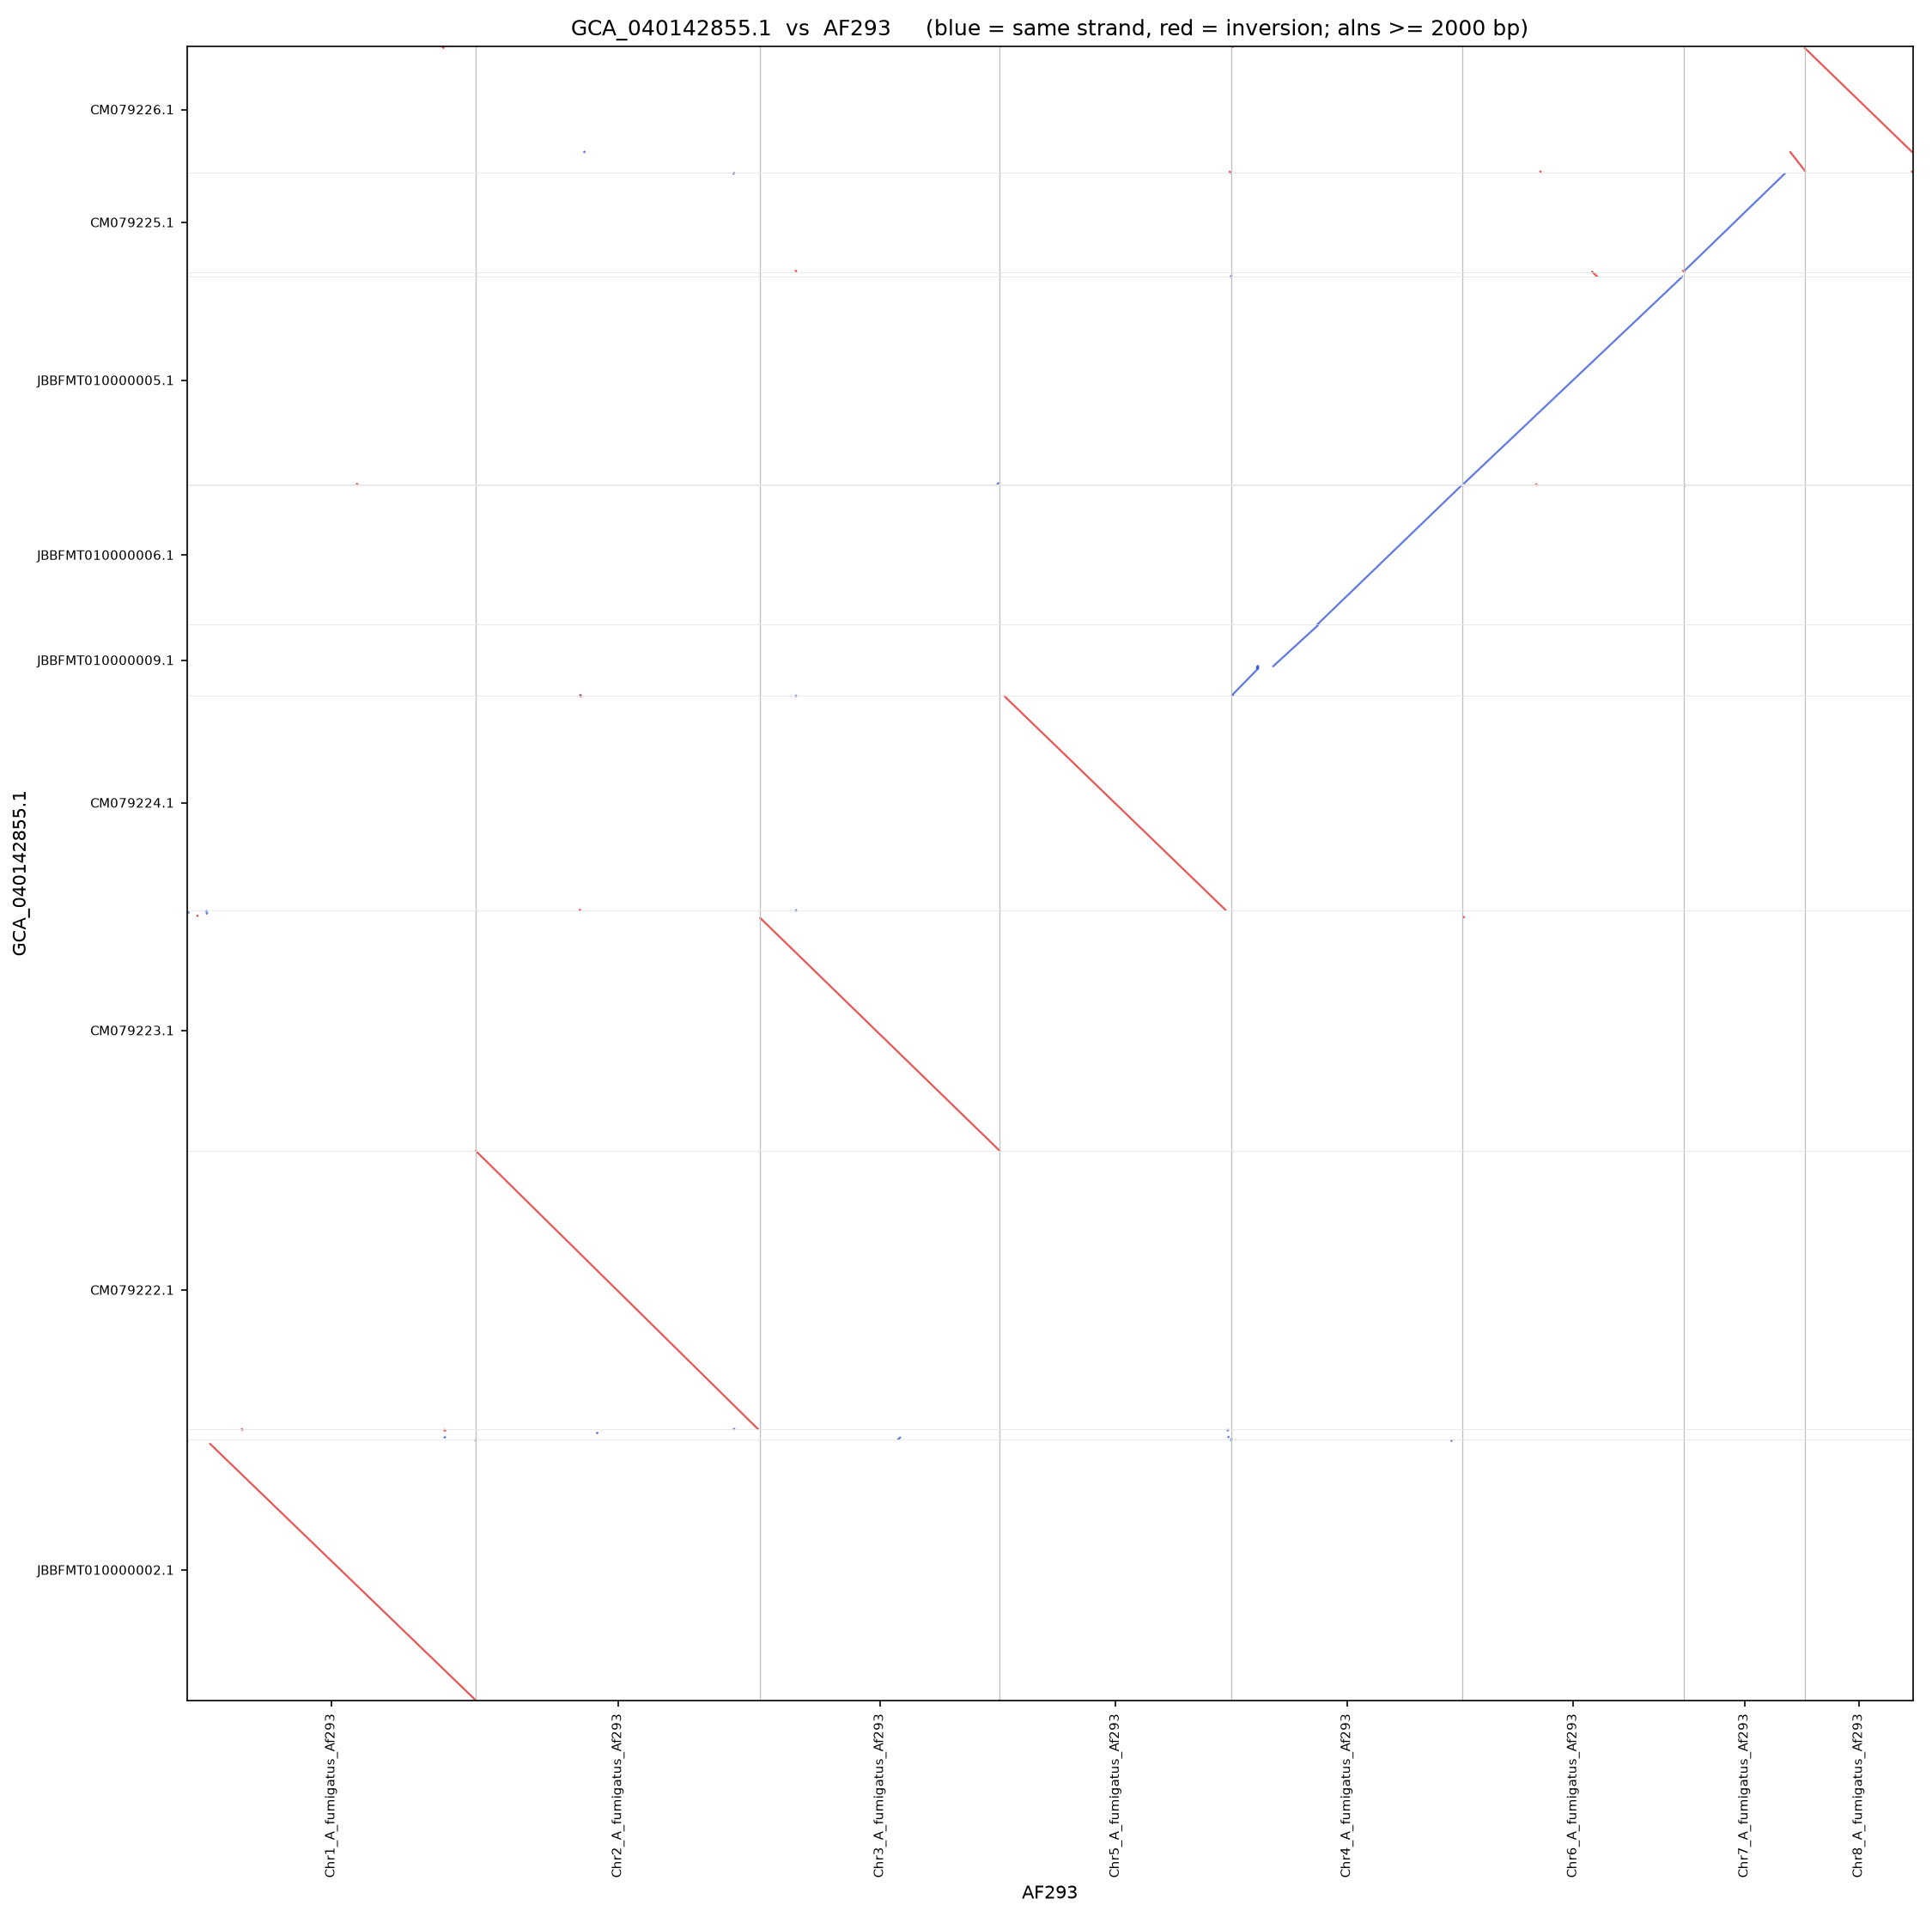 GCA_040142855.1  vs  AF293     (blue = same strand, red = inversion; alns >= 2000 bp)
CM079226.1
CM079225.1
JBBFMT010000005.1
JBBFMT010000006.1
JBBFMT010000009.1
CM079224.1
CM079223.1
CM079222.1
JBBFMT010000002.1
GCA_040142855.1
Chr1_A_fumigatus_Af293
Chr2_A_fumigatus_Af293
Chr3_A_fumigatus_Af293
Chr5_A_fumigatus_Af293
Chr4_A_fumigatus_Af293
Chr6_A_fumigatus_Af293
Chr7_A_fumigatus_Af293
Chr8_A_fumigatus_Af293
AF293